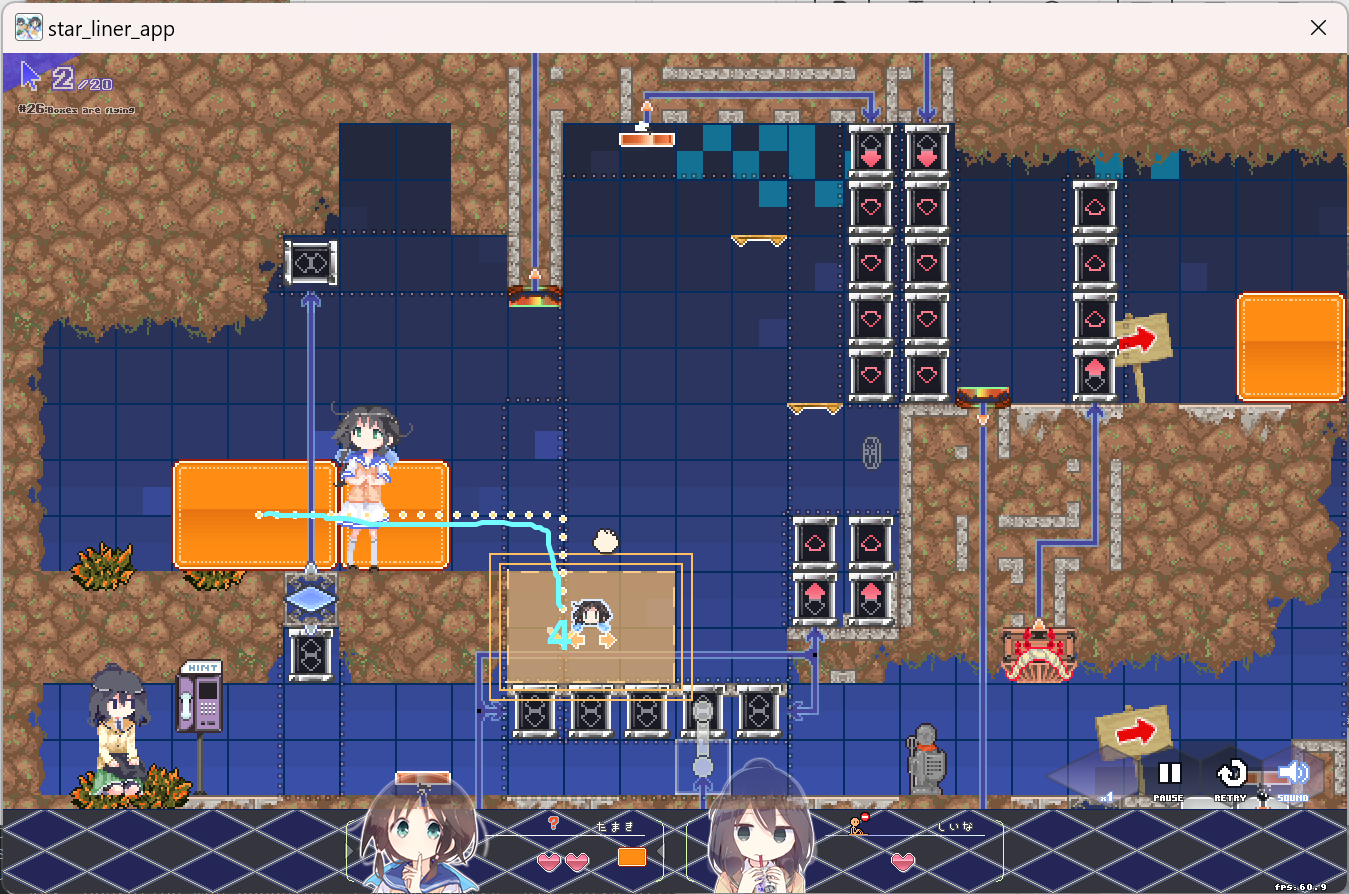 star_liner_app
2/20
#26:Boxes are flying
4
HINT
x1
PAUSE
RETRY
SOUND
?
たまき
しいな
fps:60.9